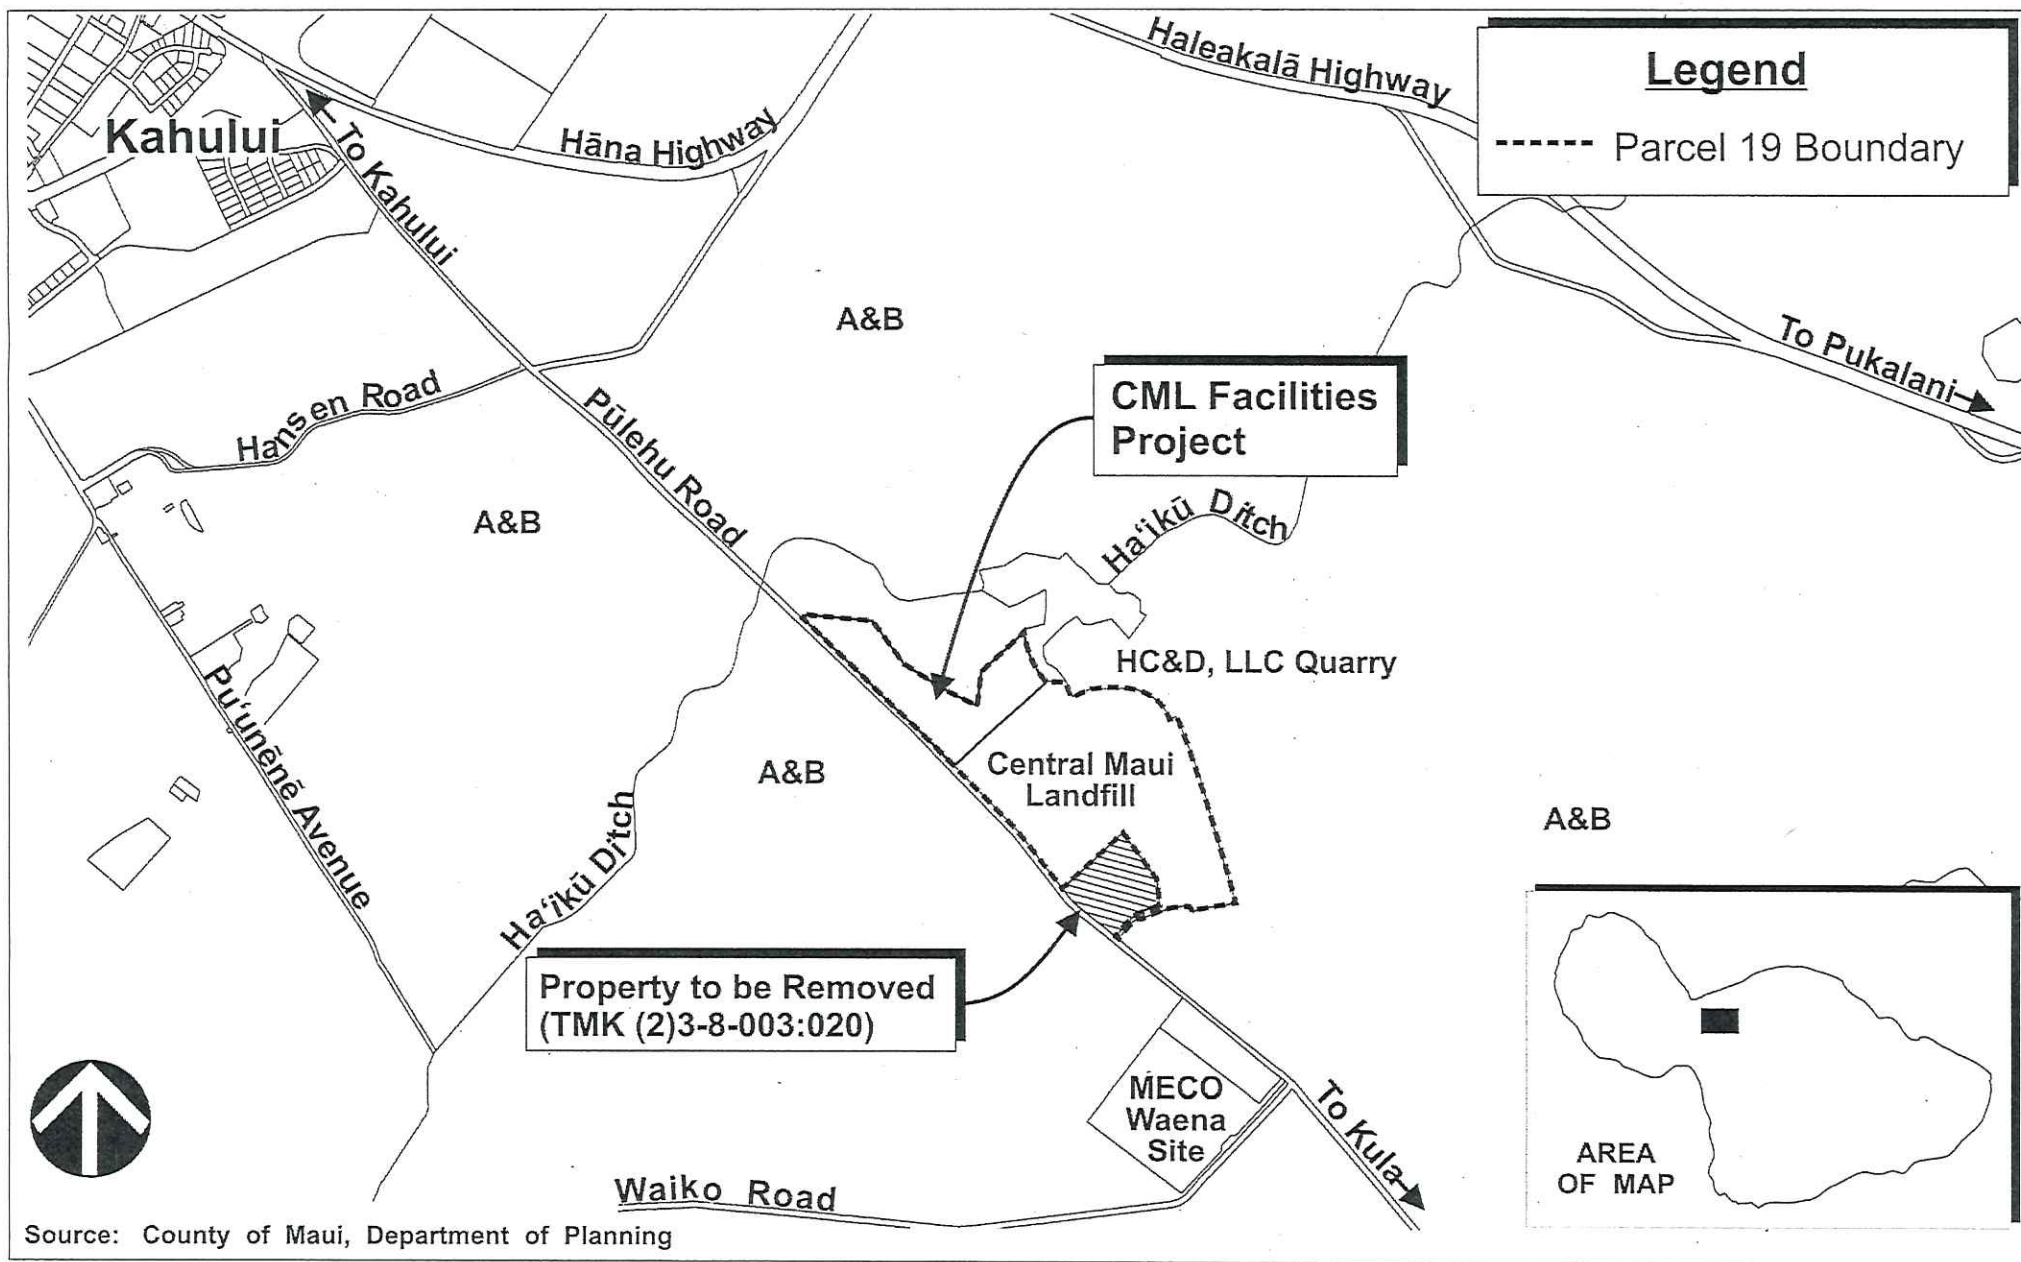 Haleakalā Highway
Legend
Parcel 19 Boundary
Kahului
To Kahului
Hāna Highway
A&B
To Pukalani
CML Facilities
Project
Hansen Road
Pūlehu Road
A&B
Ha‘ikū Ditch
HC&D, LLC Quarry
Pu‘unēnē Avenue
A&B
Central Maui
Landfill
A&B
Ha‘ikū Ditch
Property to be Removed
(TMK (2)3-8-003:020)
MECO
Waena
Site
To Kula
AREA
OF MAP
Waiko Road
Source: County of Maui, Department of Planning